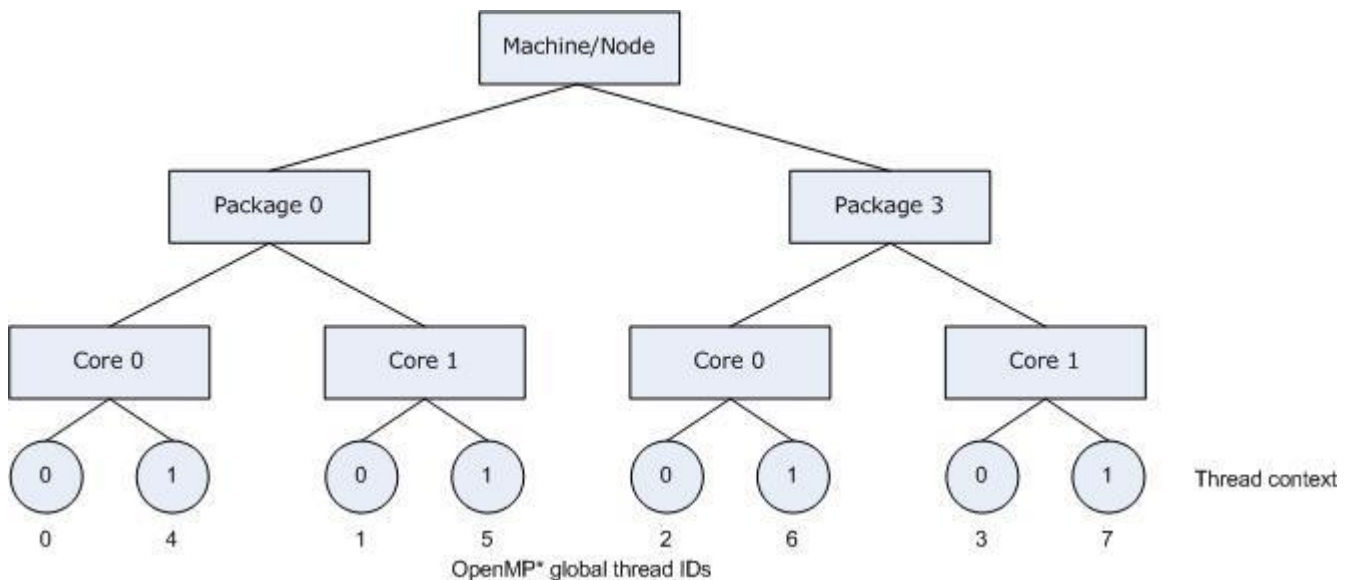 Machine/Node
Package 0
Package 3
Core 0
Core 1
Core 0
Core 1
0
1
0
1
0
1
0
1
Thread context
0
4
1
5
2
6
3
7
OpenMP* global thread IDs